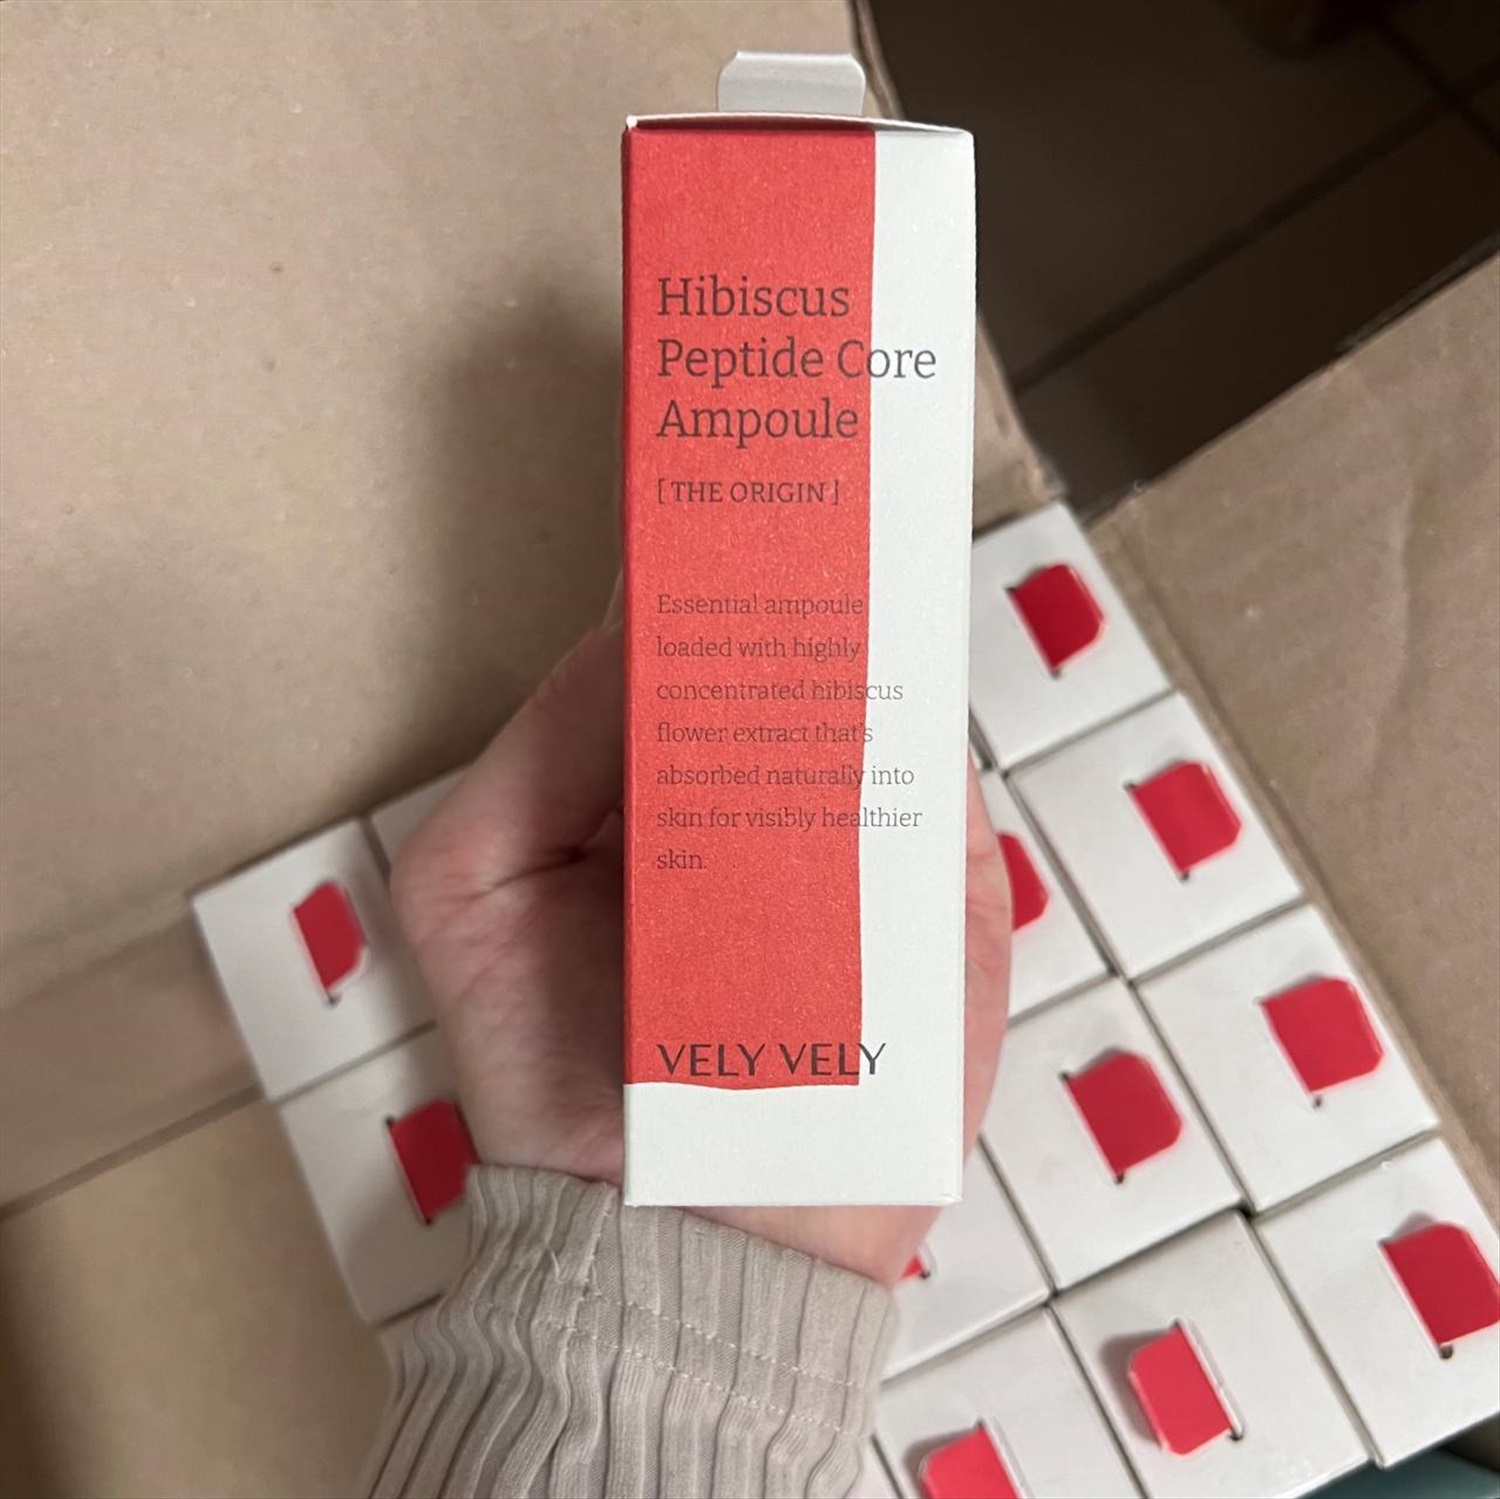 Hibiscus
Peptide Core
Ampoule
[ THE ORIGIN ]
Essential ampoule
loaded with highly
concentrated hibiscus
flower extract that's
absorbed naturally into
skin for visibly healthier
skin.
VELY VELY